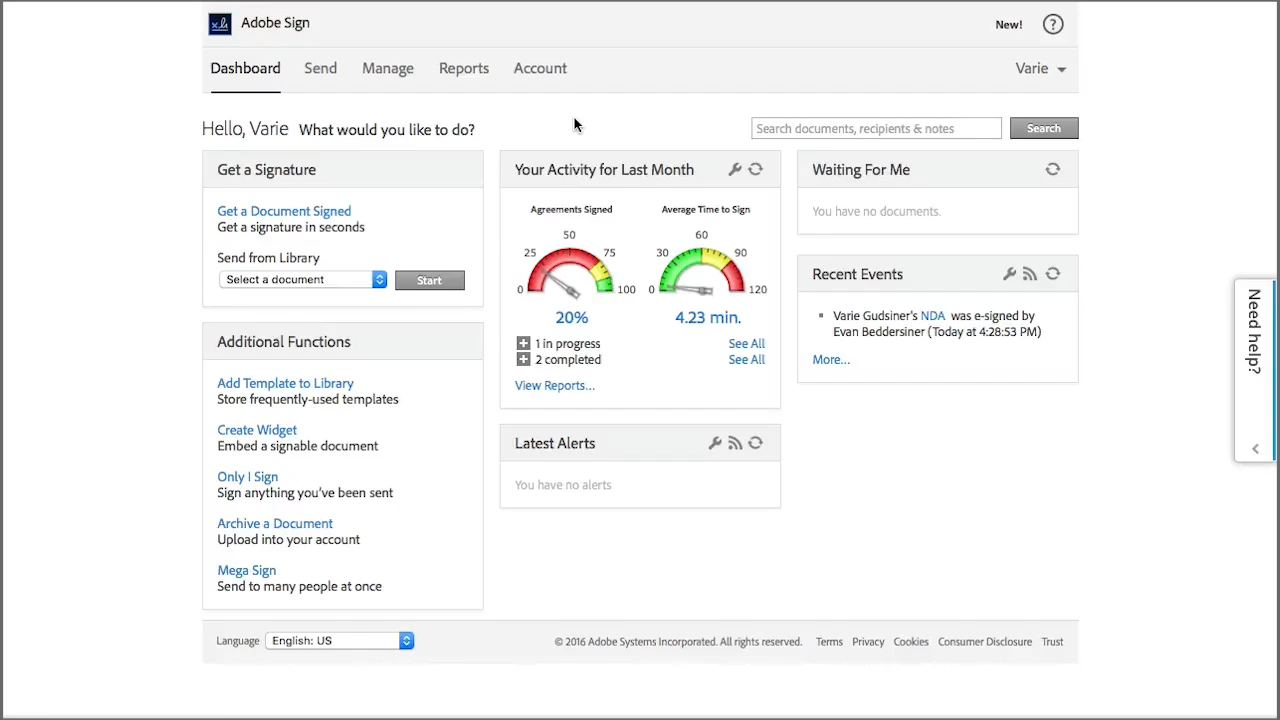 Adobe Sign
New!
?
Dashboard Send Manage Reports Account Varie
Hello, Varie What would you like to do?
Search documents, recipients & notes Search
Get a Signature
Get a Document Signed
Get a signature in seconds
Send from Library
Select a document Start
Additional Functions
Add Template to Library
Store frequently-used templates
Create Widget
Embed a signable document
Only I Sign
Sign anything you've been sent
Archive a Document
Upload into your account
Mega Sign
Send to many people at once
Your Activity for Last Month
Agreements Signed Average Time to Sign
0 25 50 75 100
0 30 60 90 120
20% 4.23 min.
1 in progress See All
2 completed See All
View Reports...
Latest Alerts
You have no alerts
Waiting For Me
You have no documents.
Recent Events
Varie Gudsiner's NDA was e-signed by
Evan Beddersiner (Today at 4:28:53 PM)
More...
Need help?
Language English: US
© 2016 Adobe Systems Incorporated. All rights reserved. Terms Privacy Cookies Consumer Disclosure Trust